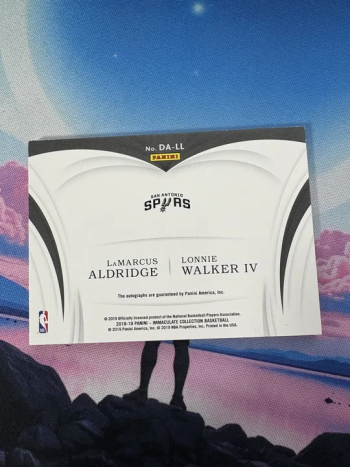 No. DA-LL
PANINI
SAN ANTONIO
SPURS
LaMarcus Aldridge
Lonnie Walker IV
The autographs are guaranteed by Panini America, Inc.
© 2019 Officially licensed product of the National Basketball Players Association.
2018-19 PANINI - IMMACULATE COLLECTION BASKETBALL
© 2019 Panini America, Inc. © 2019 NBA Properties, Inc. Printed in the USA.